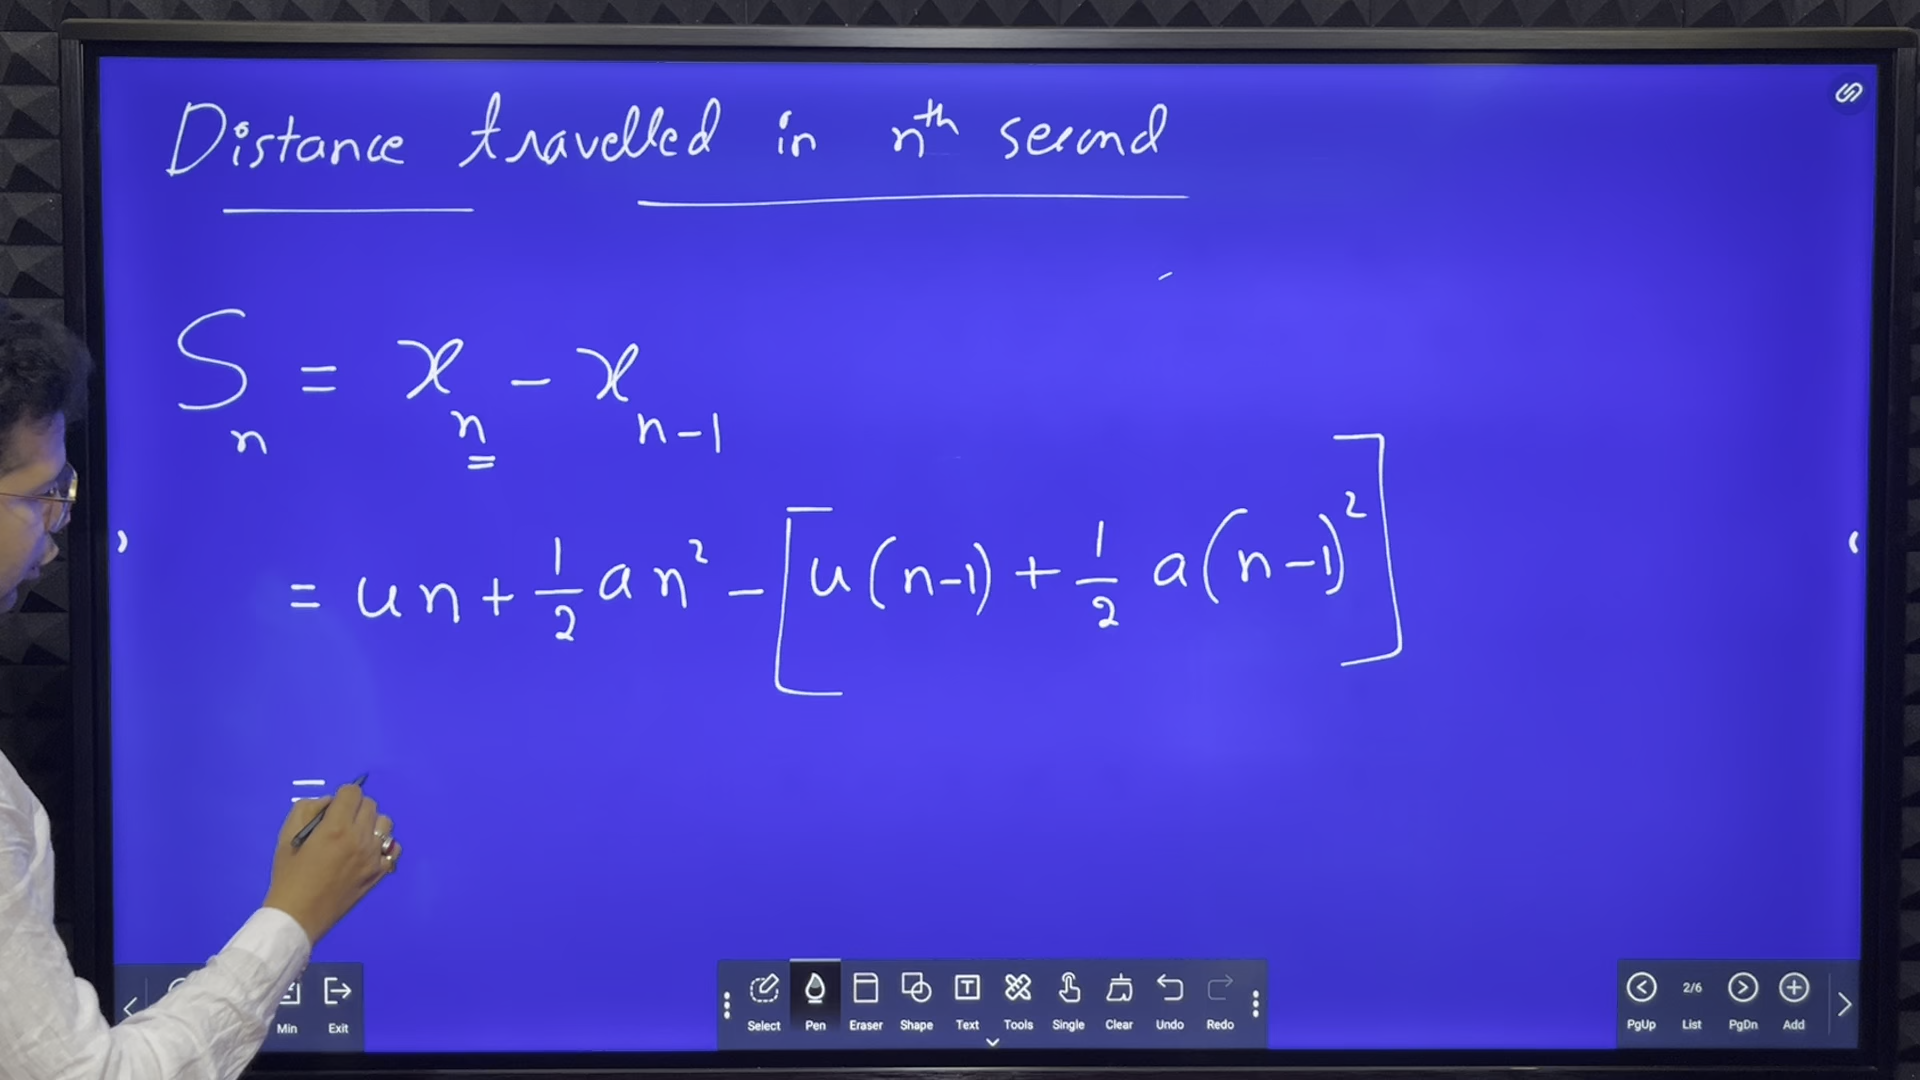 Distance travelled in nth second
Sn = xn - xn-1
= un + 1/2 an² - [u(n-1) + 1/2 a(n-1)²]
=
Min Exit
Select Pen Eraser Shape Text Tools Single Clear Undo Redo
2/6
PgUp List PgDn Add